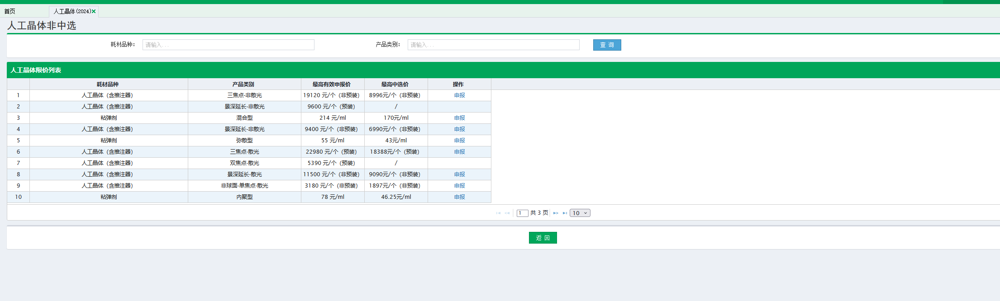 首页 人工晶体(2024)
人工晶体非中选
耗材品种： 请输入... 产品类别： 请输入... 查 询
人工晶体限价列表
耗材品种 产品类别 最高有效申报价 最高中选价 操作
1 人工晶体（含推注器） 三焦点-非散光 19120 元/个（非预装） 8996元/个（非预装） 申报
2 人工晶体（含推注器） 景深延长-非散光 9600 元/个（预装） /
3 粘弹剂 混合型 214 元/ml 170元/ml 申报
4 人工晶体（含推注器） 景深延长-非散光 9400 元/个（非预装） 6990元/个（非预装） 申报
5 粘弹剂 弥散型 55 元/ml 43元/ml 申报
6 人工晶体（含推注器） 三焦点-散光 22980 元/个（预装） 18388元/个（预装） 申报
7 人工晶体（含推注器） 双焦点-散光 5390 元/个（预装） /
8 人工晶体（含推注器） 景深延长-散光 11500 元/个（非预装） 9090元/个（非预装） 申报
9 人工晶体（含推注器） 非球面-单焦点-散光 3180 元/个（非预装） 1897元/个（非预装） 申报
10 粘弹剂 内聚型 78 元/ml 46.25元/ml 申报
1 共 3 页 10
返 回